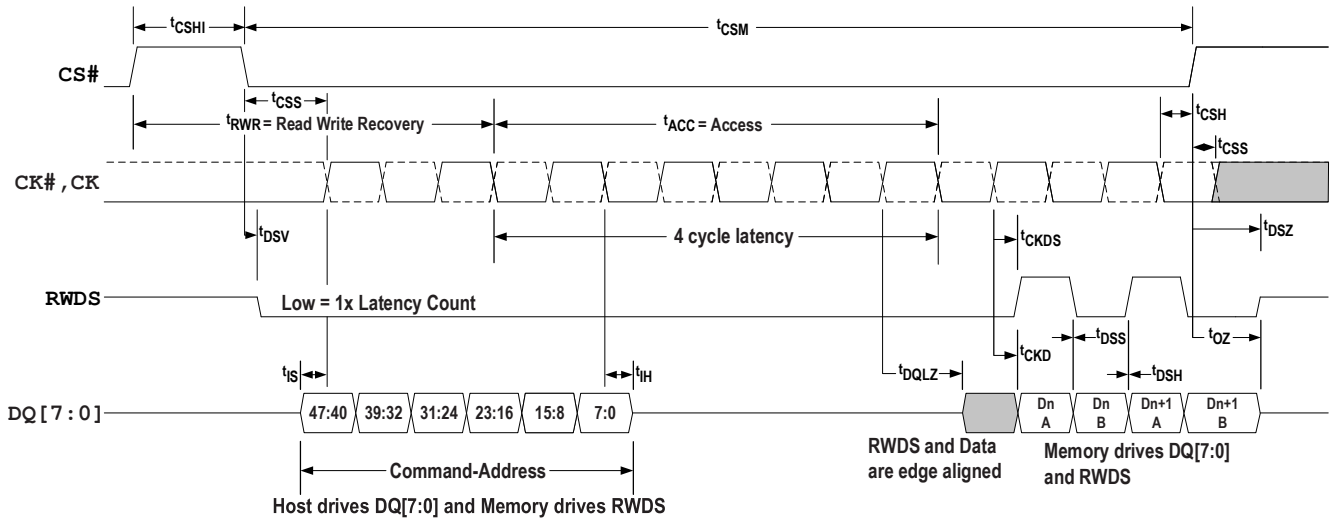 tCSHI
tCSM
CS#
tCSS
tCSH
tRWR = Read Write Recovery
tACC = Access
tCSS
CK#,CK
tDSV
4 cycle latency
tCKDS
tDSZ
RWDS
Low = 1x Latency Count
tIS
tIH
tDQLZ
tCKD
tDSS
tOZ
tDSH
DQ[7:0]
47:40 39:32 31:24 23:16 15:8 7:0
Dn A
Dn B
Dn+1 A
Dn+1 B
Command-Address
Host drives DQ[7:0] and Memory drives RWDS
RWDS and Data
are edge aligned
Memory drives DQ[7:0]
and RWDS